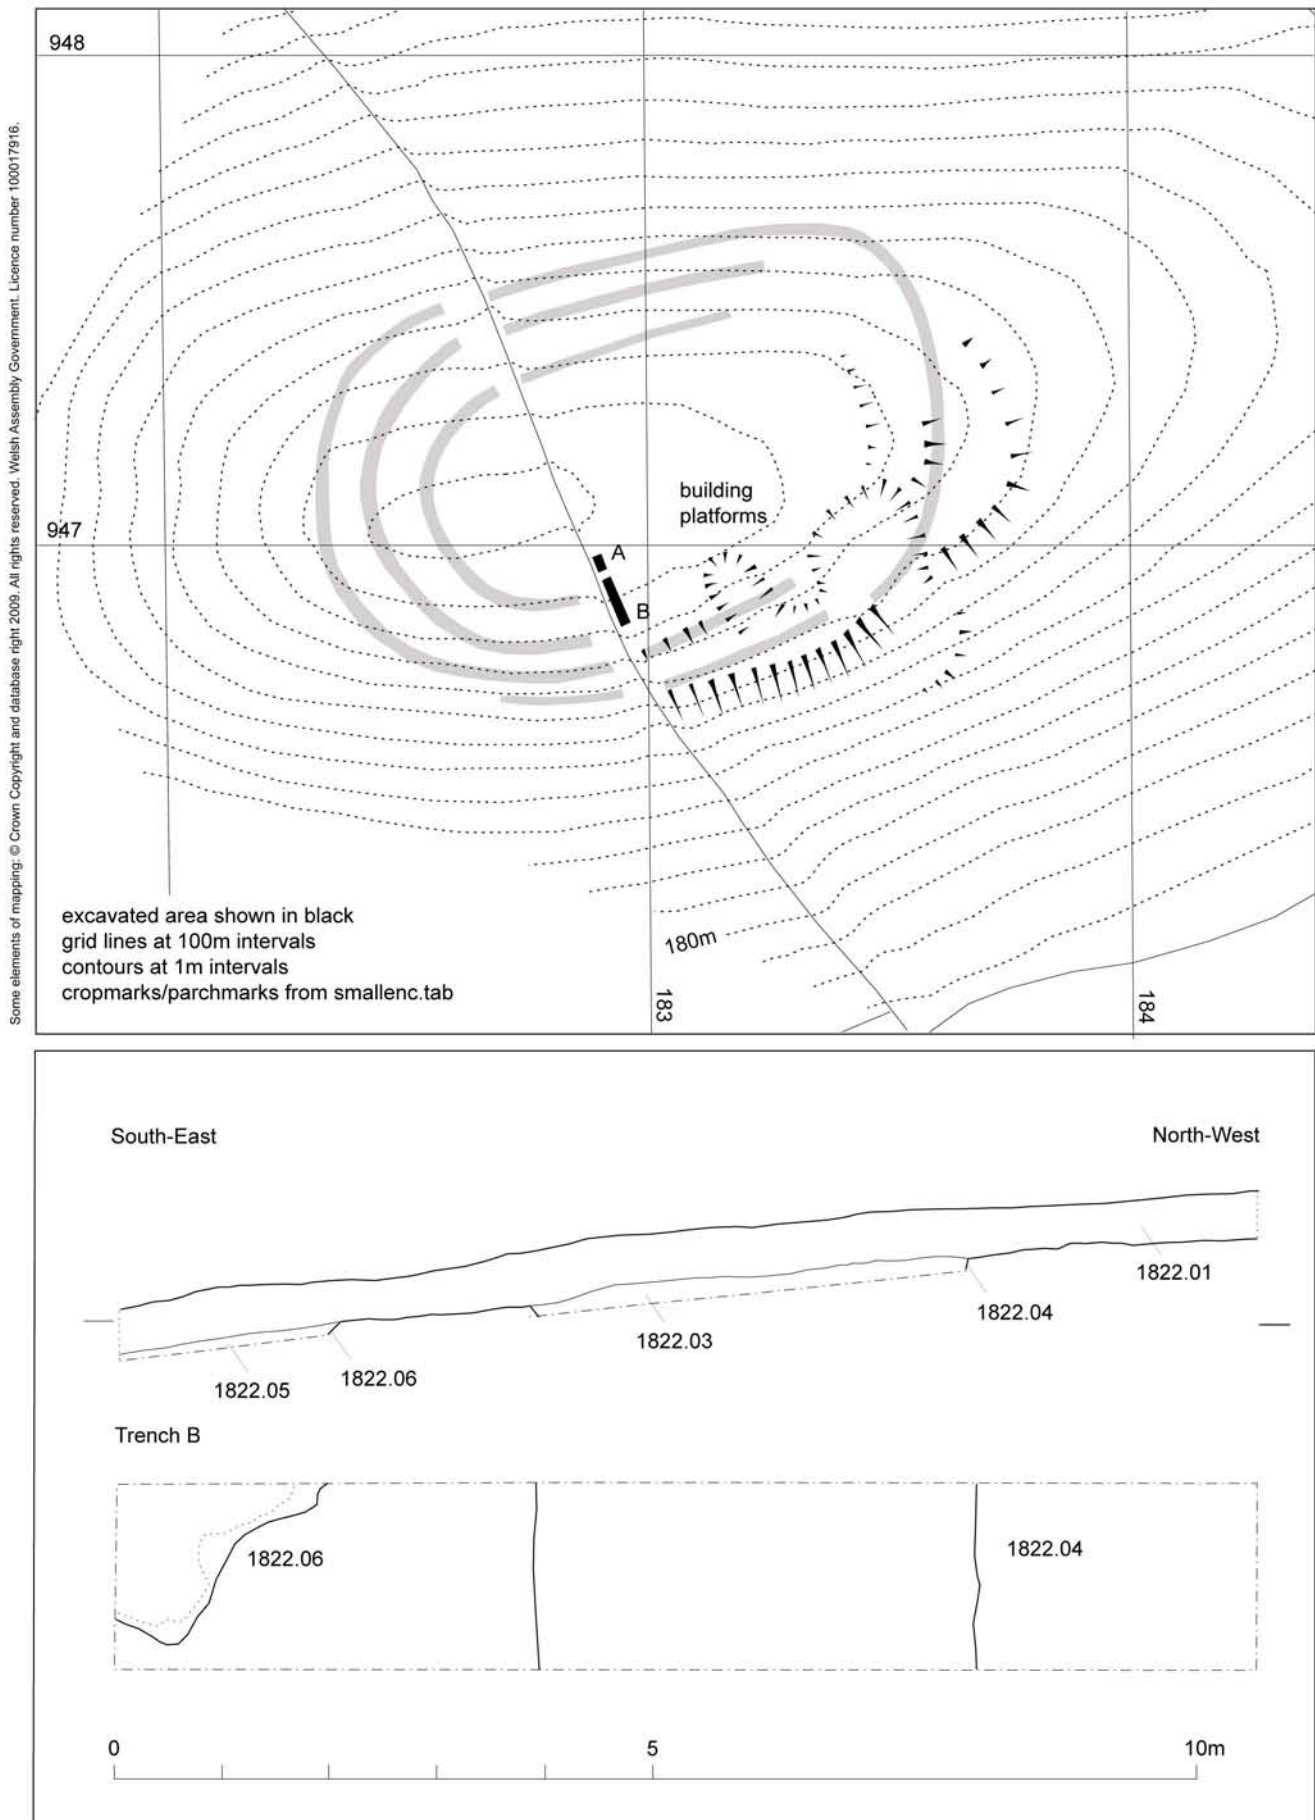 Some elements of mapping: © Crown Copyright and database right 2009. All rights reserved. Welsh Assembly Government. Licence number 100017916.
948
building
platforms
947
A
B
excavated area shown in black
grid lines at 100m intervals
contours at 1m intervals
cropmarks/parchmarks from smallenc.tab
180m
183
184
South-East
North-West
1822.01
1822.04
1822.03
1822.06
1822.05
Trench B
1822.06
1822.04
0
5
10m